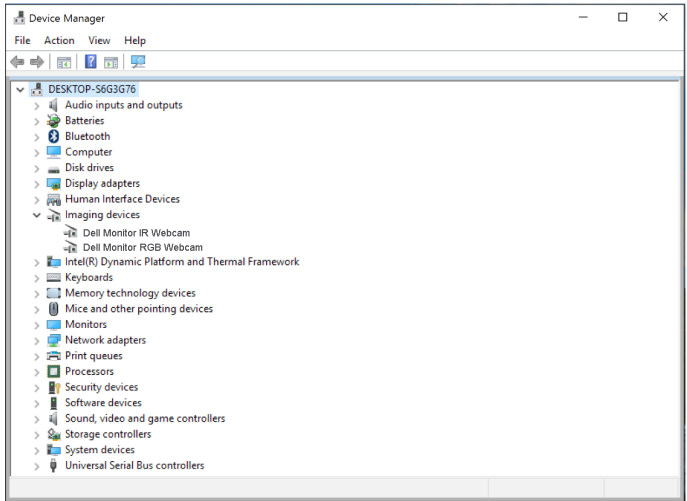 Device Manager
File Action View Help
DESKTOP-S6G3G76
Audio inputs and outputs
Batteries
Bluetooth
Computer
Disk drives
Display adapters
Human Interface Devices
Imaging devices
Dell Monitor IR Webcam
Dell Monitor RGB Webcam
Intel(R) Dynamic Platform and Thermal Framework
Keyboards
Memory technology devices
Mice and other pointing devices
Monitors
Network adapters
Print queues
Processors
Security devices
Software devices
Sound, video and game controllers
Storage controllers
System devices
Universal Serial Bus controllers